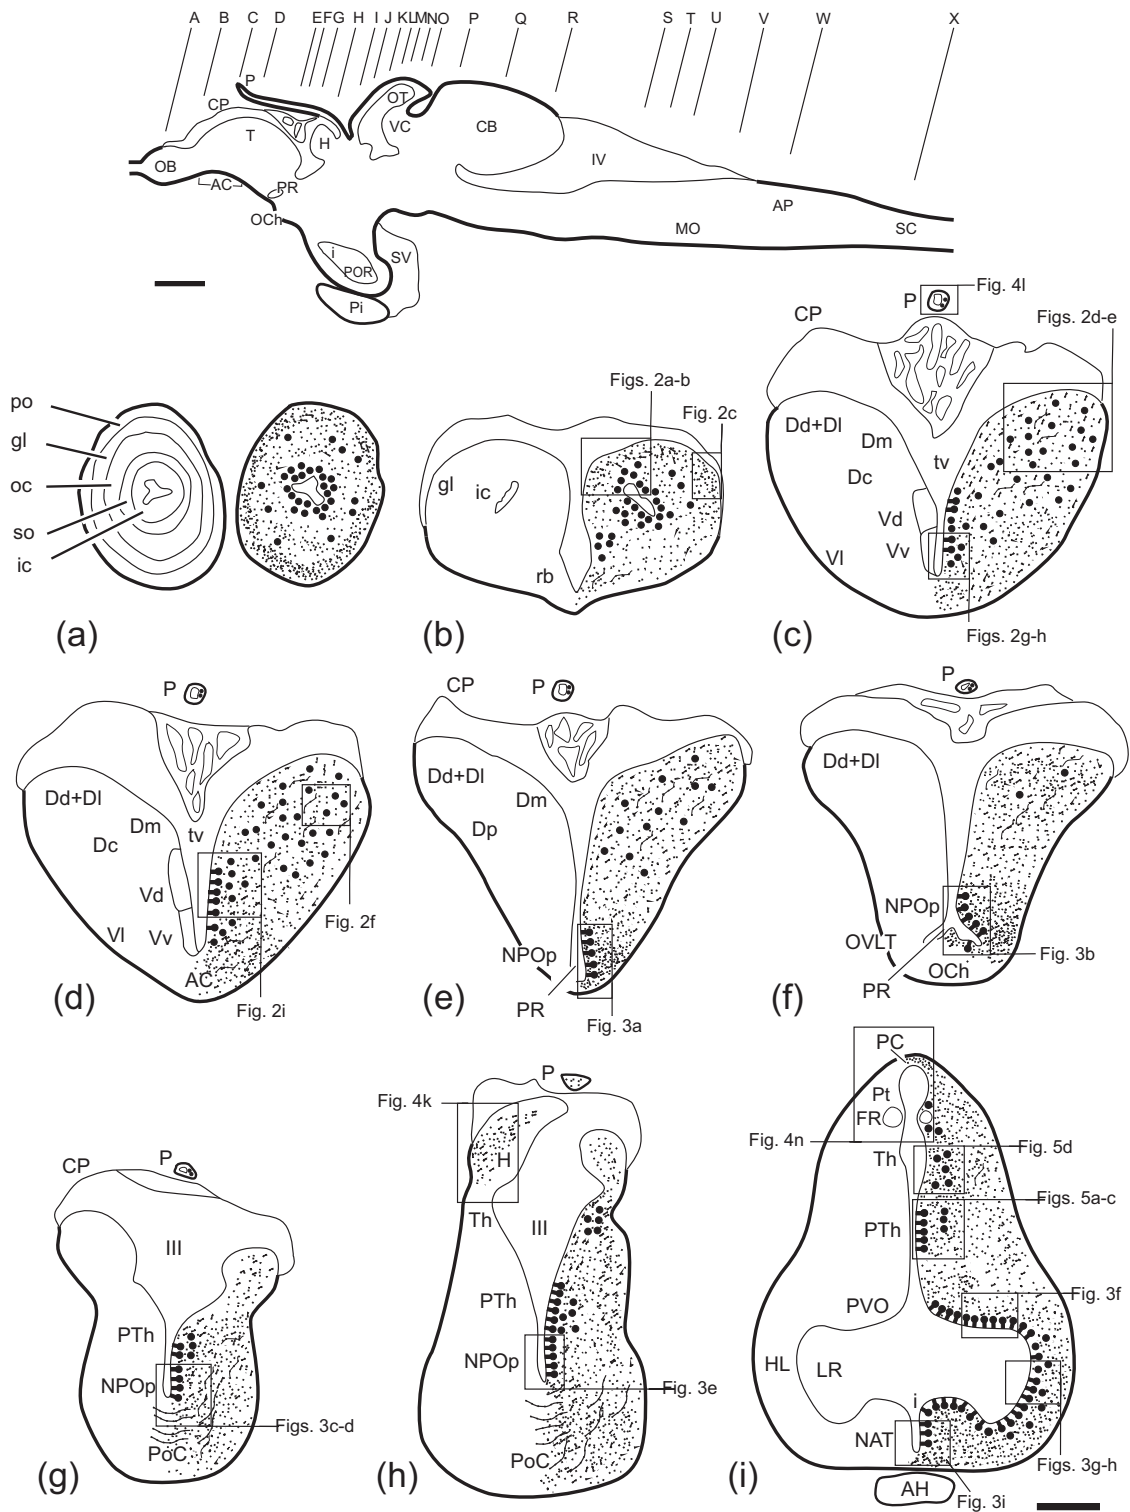 A B C D E F G H I J K L M N O P Q R S T U V W X
P
CP
OT
T
H
VC
CB
OB
IV
AC
PR
OCh
AP
i
POR
SV
MO
SC
Pi
po
gl
oc
so
ic
(a)
Figs. 2a-b
Fig. 2c
gl
ic
rb
(b)
P
Fig. 4l
CP
Figs. 2d-e
Dd+Dl
Dm
tv
Dc
Vd
Vv
Vl
Figs. 2g-h
(c)
P
Dd+Dl
Dm
tv
Dc
Vd
Vl
Vv
AC
Fig. 2f
Fig. 2i
(d)
CP
P
Dd+Dl
Dm
Dp
NPOp
PR
Fig. 3a
(e)
P
Dd+Dl
NPOp
OVLT
OCh
PR
Fig. 3b
(f)
CP
P
III
PTh
NPOp
PoC
Figs. 3c-d
(g)
P
Fig. 4k
H
Th
III
PTh
NPOp
PoC
Fig. 3e
(h)
PC
Pt
FR
Fig. 4n
Th
Fig. 5d
Figs. 5a-c
PTh
PVO
Fig. 3f
HL
LR
i
NAT
Figs. 3g-h
AH
Fig. 3i
(i)